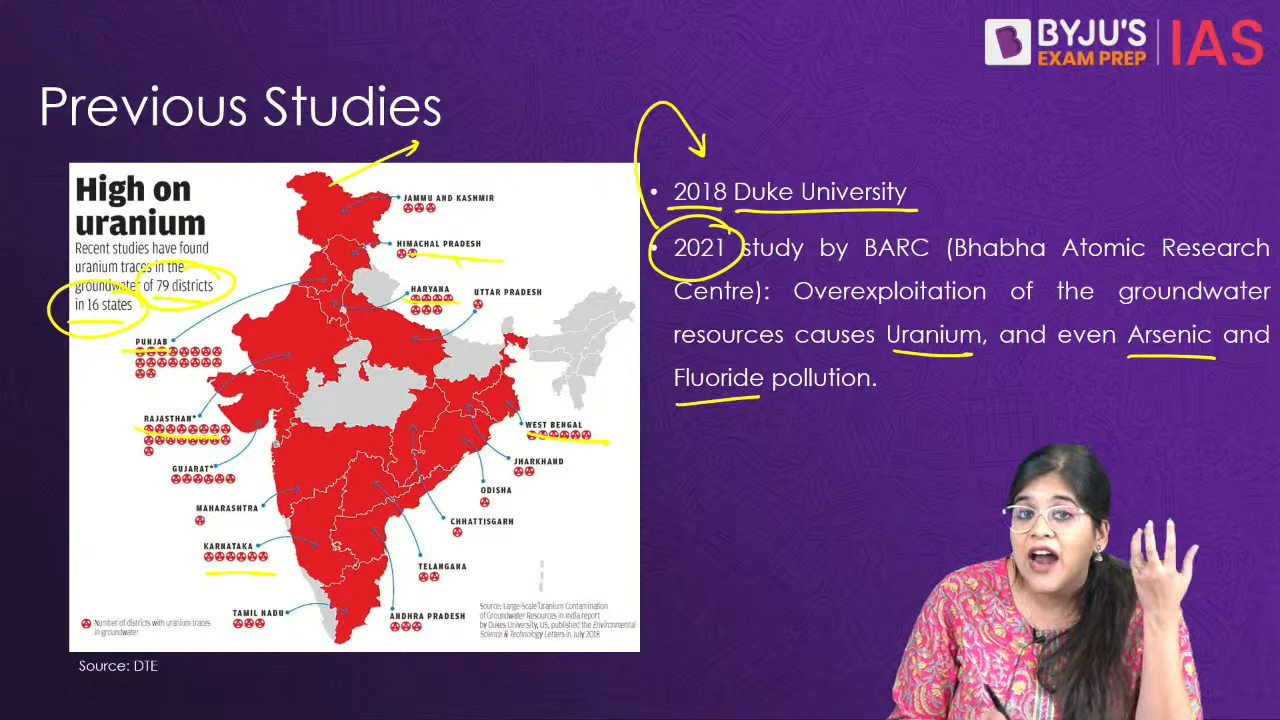 BYJU'S
EXAM PREP
IAS
Previous Studies
High on
uranium
Recent studies have found
uranium traces in the
groundwater of 79 districts
in 16 states
JAMMU AND KASHMIR
HIMACHAL PRADESH
HARYANA
UTTAR PRADESH
PUNJAB
RAJASTHAN*
WEST BENGAL
GUJARAT*
JHARKHAND
ODISHA
MAHARASHTRA
CHHATTISGARH
KARNATAKA
TELANGANA
TAMIL NADU
ANDHRA PRADESH
Number of districts with uranium traces
in groundwater
Source: Large-Scale Uranium Contamination
of Groundwater Resources in India report
by Dukes University, US, published the Environmental
Science & Technology Letters in July 2018
Source: DTE
• 2018 Duke University
• 2021 study by BARC (Bhabha Atomic Research
Centre): Overexploitation of the groundwater
resources causes Uranium, and even Arsenic and
Fluoride pollution.